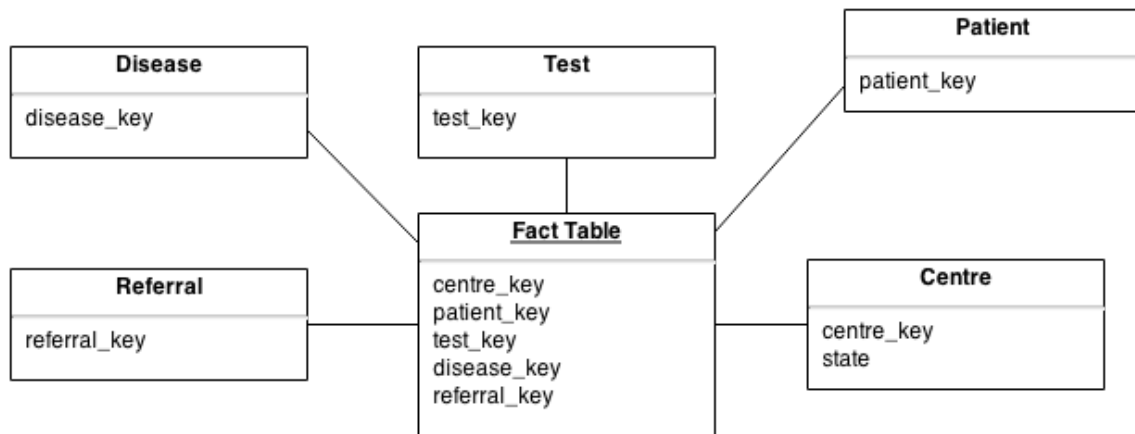 Disease
disease_key
Test
test_key
Patient
patient_key
Referral
referral_key
Fact Table
centre_key
patient_key
test_key
disease_key
referral_key
Centre
centre_key
state